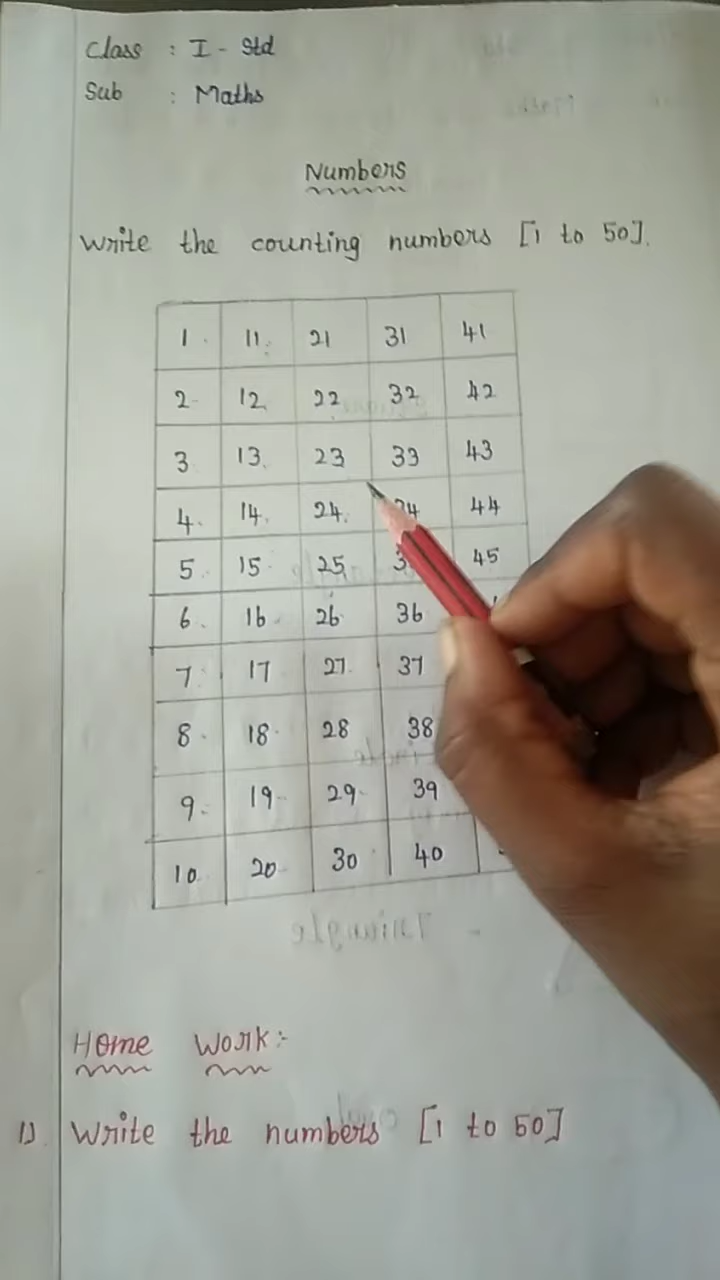 Class : I - Std
Sub : Maths
Numbers
Write the counting numbers [1 to 50].
1 11 21 31 41
2 12 22 32 42
3 13 23 33 43
4 14 24 34 44
5 15 25 3 45
6 16 26 36
7 17 27 37
8 18 28 38
9 19 29 39
10 20 30 40
Home Work:-
1) Write the numbers [1 to 50]